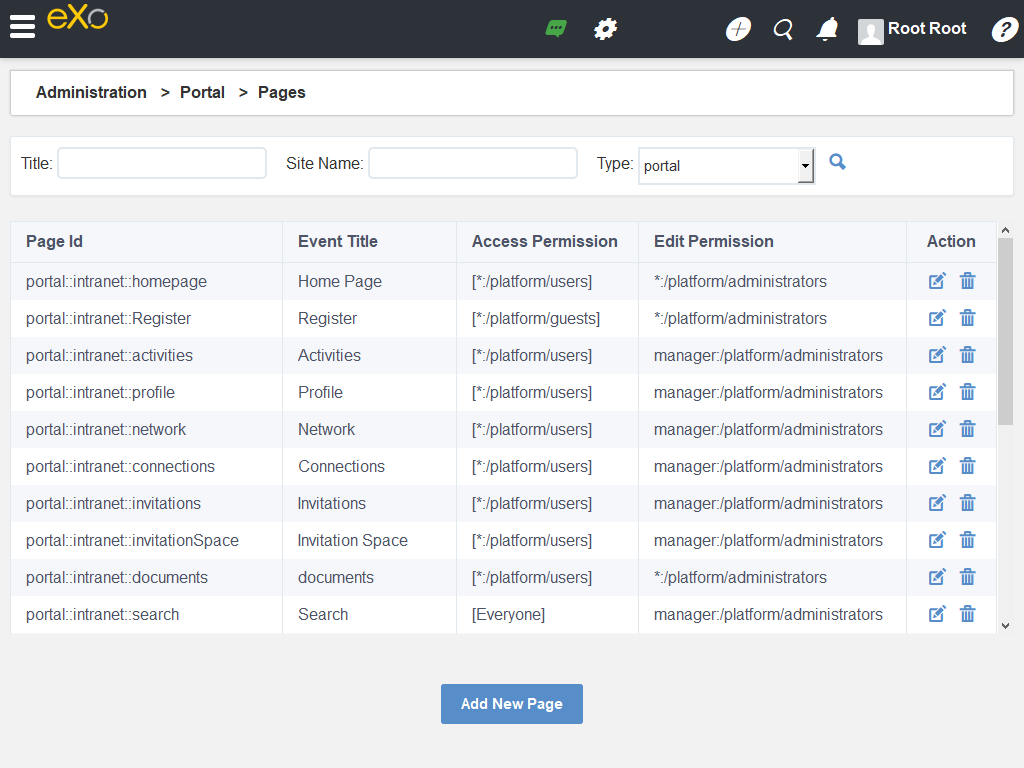 eXo
Root Root
?
Administration > Portal > Pages
Title: Site Name: Type: portal
Page Id Event Title Access Permission Edit Permission Action
portal::intranet::homepage Home Page [*:/platform/users] *:/platform/administrators
portal::intranet::Register Register [*:/platform/guests] *:/platform/administrators
portal::intranet::activities Activities [*:/platform/users] manager:/platform/administrators
portal::intranet::profile Profile [*:/platform/users] manager:/platform/administrators
portal::intranet::network Network [*:/platform/users] manager:/platform/administrators
portal::intranet::connections Connections [*:/platform/users] manager:/platform/administrators
portal::intranet::invitations Invitations [*:/platform/users] manager:/platform/administrators
portal::intranet::invitationSpace Invitation Space [*:/platform/users] manager:/platform/administrators
portal::intranet::documents documents [*:/platform/users] *:/platform/administrators
portal::intranet::search Search [Everyone] manager:/platform/administrators
Add New Page